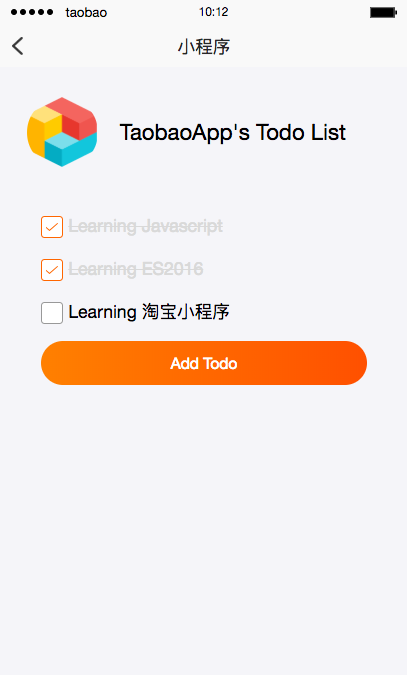 taobao 10:12
小程序
TaobaoApp's Todo List
Learning Javascript
Learning ES2016
Learning 淘宝小程序
Add Todo